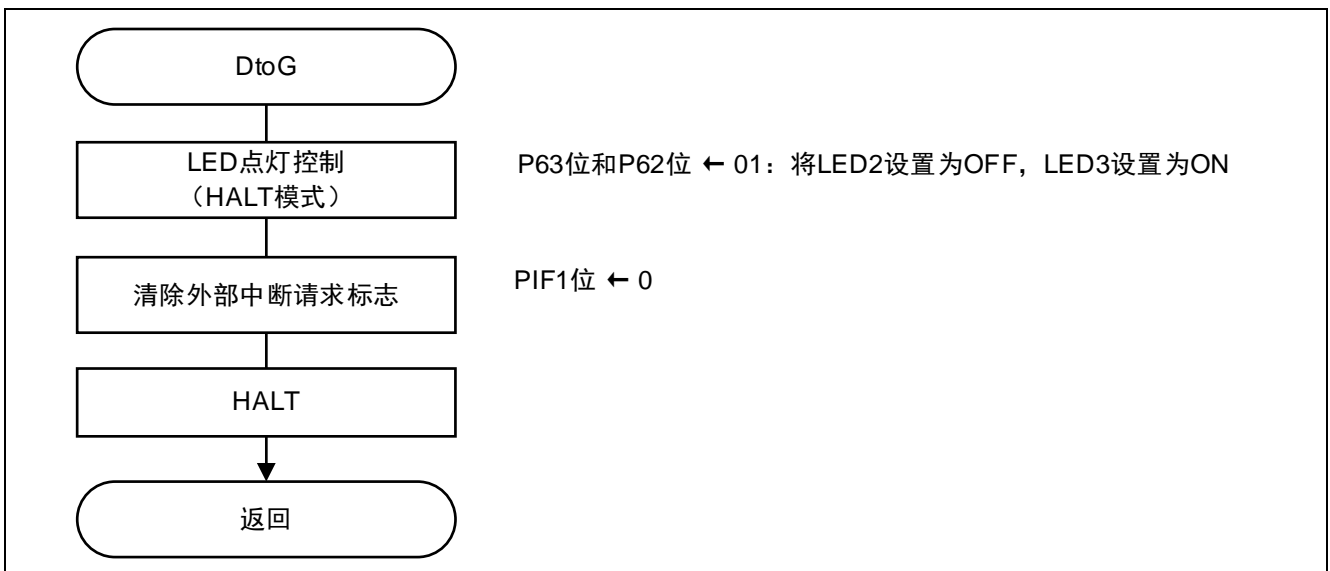 DtoG
LED点灯控制
（HALT模式）
P63位和P62位 ← 01：将LED2设置为OFF，LED3设置为ON
清除外部中断请求标志
PIF1位 ← 0
HALT
返回